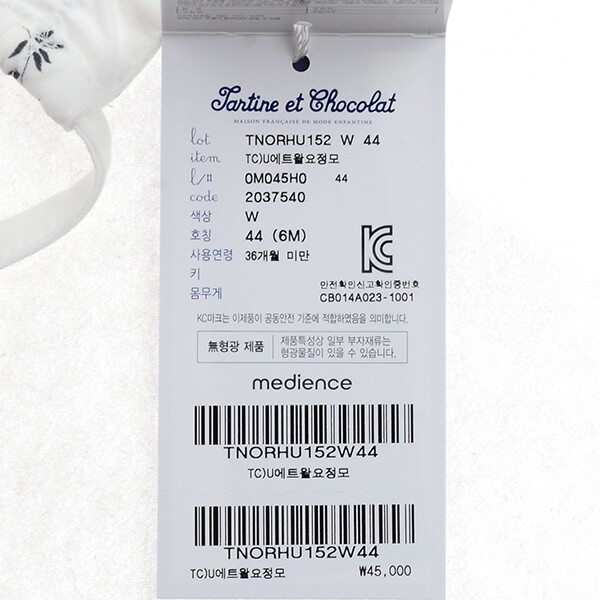 Tartine et Chocolat
MAISON FRANÇAISE DE MODE ENFANTINE
lot TNORHU152 W 44
item TC)U에트왈요정모
l/# 0M045H0 44
code 2037540
색상 W
호칭 44 (6M)
사용연령 36개월 미만
키
몸무게
안전확인신고확인증번호
CB014A023-1001
KC마크는 이제품이 공동안전 기준에 적합하였음을 의미합니다.
無형광 제품 제품특성상 일부 부자재류는
형광물질이 있을 수 있습니다.
medience
TNORHU152W44
TC)U에트왈요정모
TNORHU152W44
TC)U에트왈요정모 ₩45,000